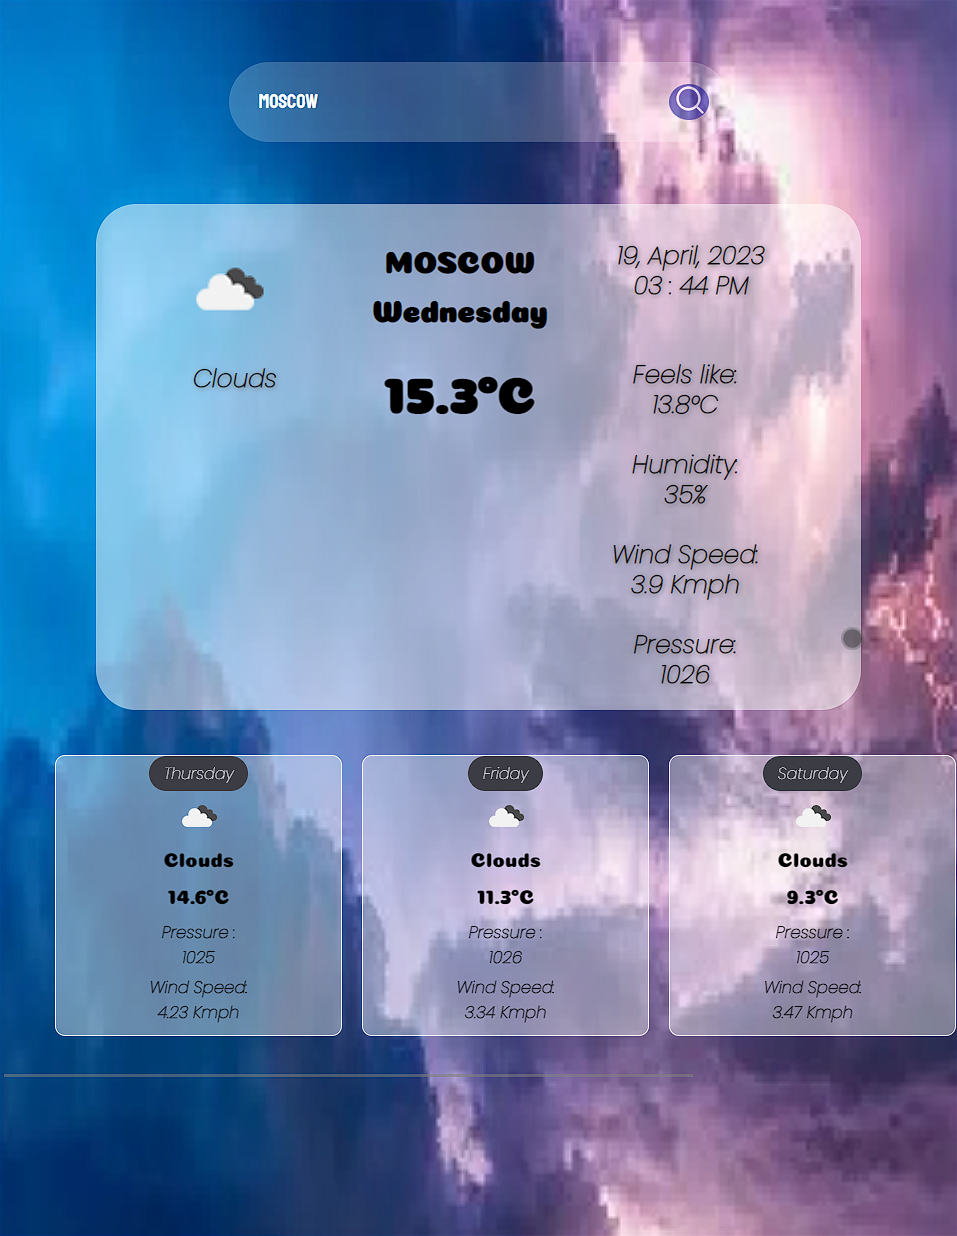 MOSCOW
Clouds
MOSCOW
Wednesday
15.3°C
19, April, 2023
03 : 44 PM
Feels like:
13.8°C
Humidity:
35%
Wind Speed:
3.9 Kmph
Pressure:
1026
Thursday
Clouds
14.6°C
Pressure :
1025
Wind Speed:
4.23 Kmph
Friday
Clouds
11.3°C
Pressure :
1026
Wind Speed:
3.34 Kmph
Saturday
Clouds
9.3°C
Pressure :
1025
Wind Speed:
3.47 Kmph